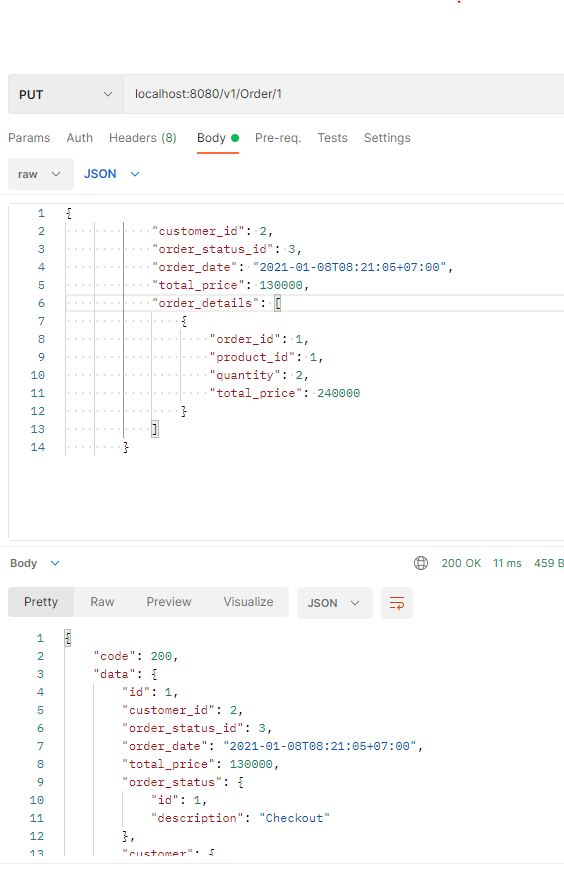 PUT localhost:8080/v1/Order/1
Params Auth Headers (8) Body Pre-req. Tests Settings
raw JSON
1 {
2 "customer_id": 2,
3 "order_status_id": 3,
4 "order_date": "2021-01-08T08:21:05+07:00",
5 "total_price": 130000,
6 "order_details": [
7 {
8 "order_id": 1,
9 "product_id": 1,
10 "quantity": 2,
11 "total_price": 240000
12 }
13 ]
14 }
Body 200 OK 11 ms 459 B
Pretty Raw Preview Visualize JSON
1 {
2 "code": 200,
3 "data": {
4 "id": 1,
5 "customer_id": 2,
6 "order_status_id": 3,
7 "order_date": "2021-01-08T08:21:05+07:00",
8 "total_price": 130000,
9 "order_status": {
10 "id": 1,
11 "description": "Checkout"
12 },
13 "customer": {